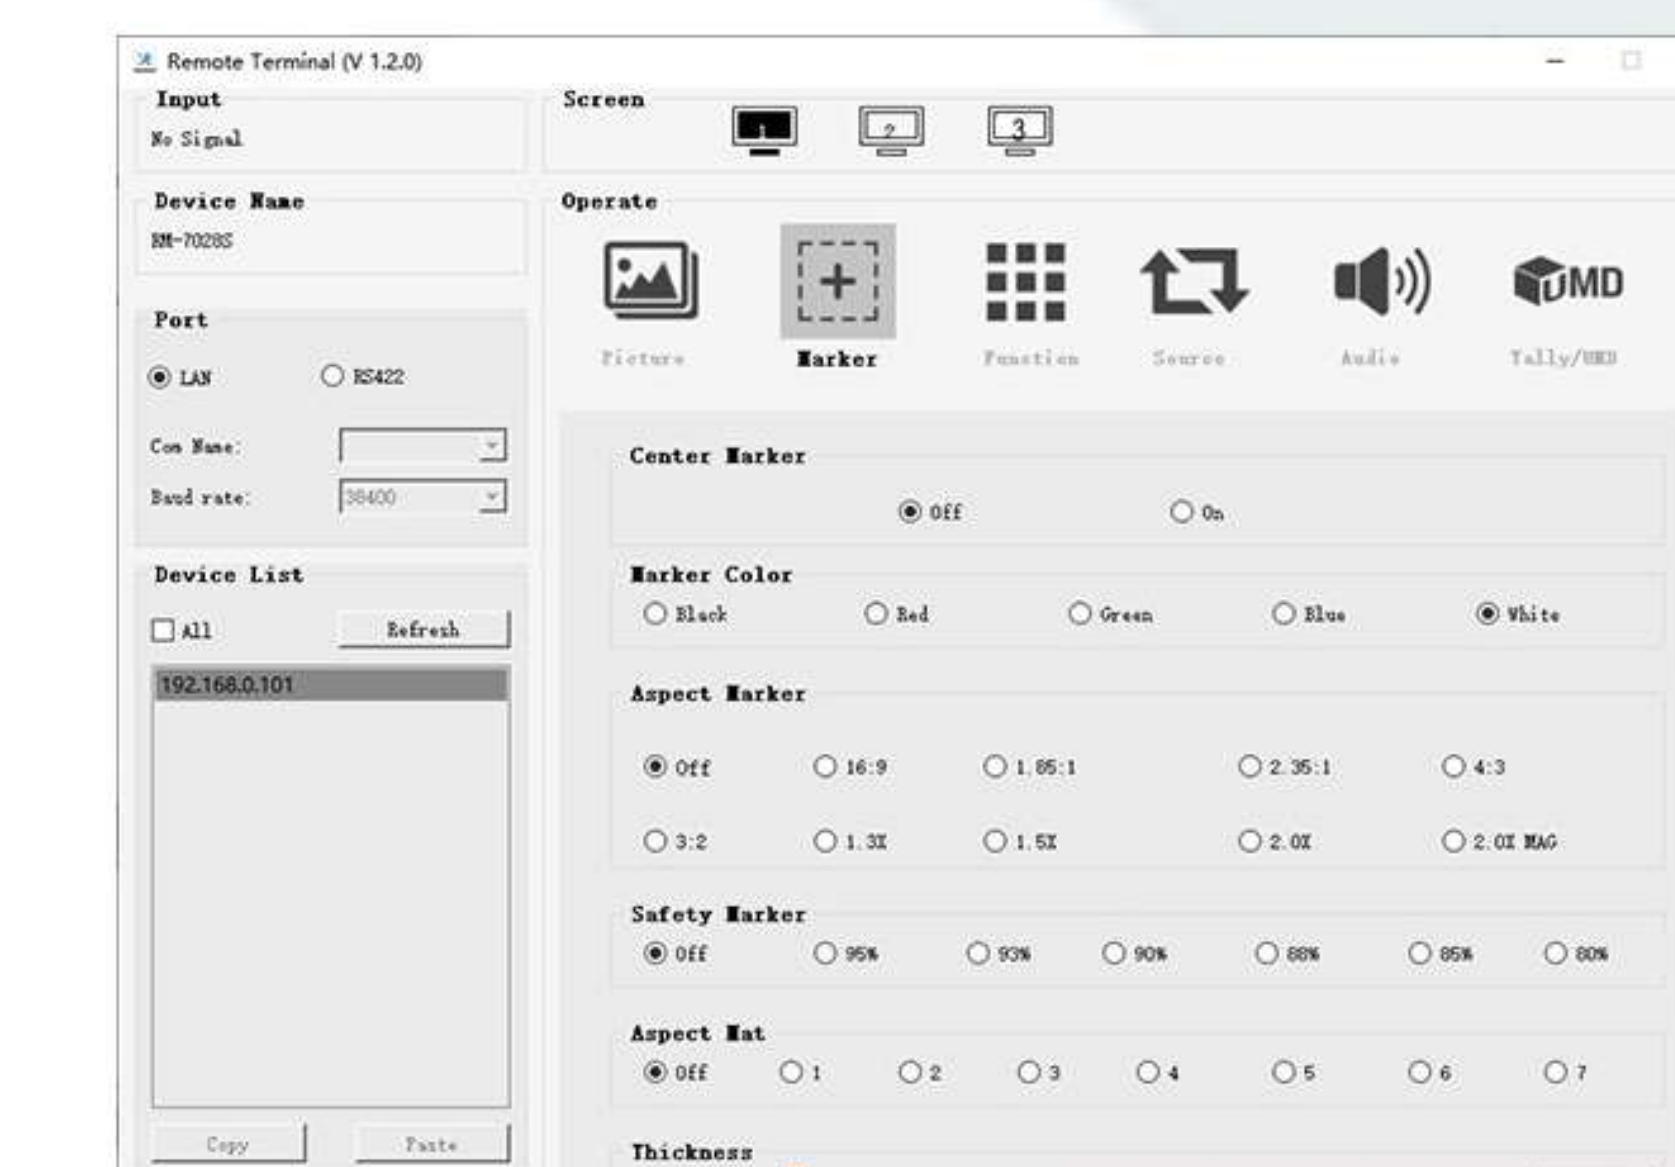 Remote Terminal (V 1.2.0)
Input
No Signal
Screen
1
2
3
Device Name
RM-7028S
Operate
Picture
Marker
Function
Source
Audio
UMD
Tally/UMD
Port
LAN
RS422
Com Name:
Baud rate:
38400
Device List
All
Refresh
192.168.0.101
Copy
Paste
Center Marker
Off
On
Marker Color
Black
Red
Green
Blue
White
Aspect Marker
Off
16:9
1.85:1
2.35:1
4:3
3:2
1.3X
1.5X
2.0X
2.0X MAG
Safety Marker
Off
95%
93%
90%
88%
85%
80%
Aspect Mat
Off
1
2
3
4
5
6
7
Thickness